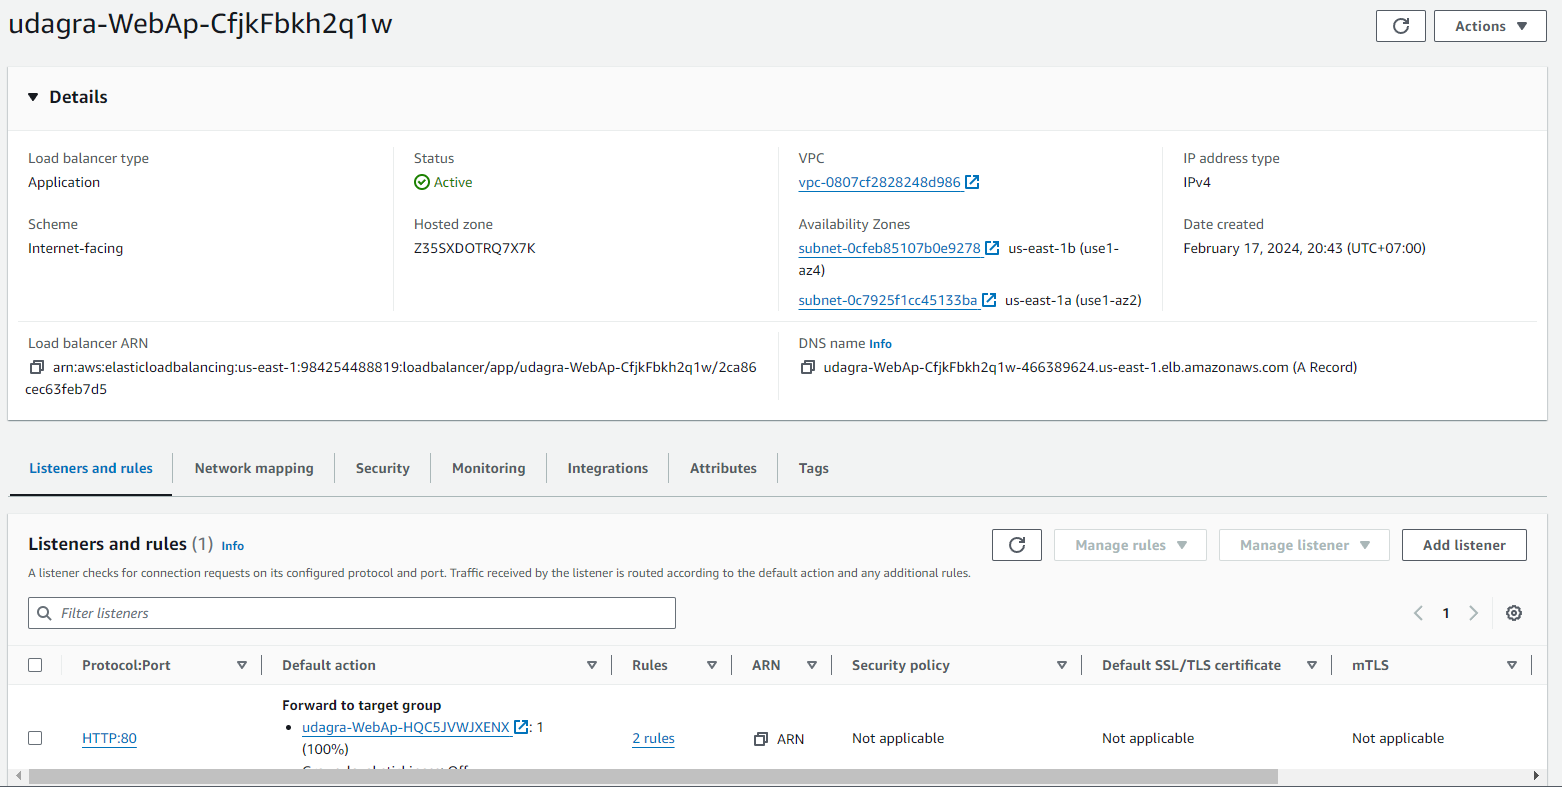 udagra-WebAp-CfjkFbkh2q1w
Actions
Details
Load balancer type
Application
Status
Active
VPC
vpc-0807cf2828248d986
IP address type
IPv4
Scheme
Internet-facing
Hosted zone
Z35SXDOTRQ7X7K
Availability Zones
subnet-0cfeb85107b0e9278 us-east-1b (use1-
az4)
subnet-0c7925f1cc45133ba us-east-1a (use1-az2)
Date created
February 17, 2024, 20:43 (UTC+07:00)
Load balancer ARN
arn:aws:elasticloadbalancing:us-east-1:984254488819:loadbalancer/app/udagra-WebAp-CfjkFbkh2q1w/2ca86
cec63feb7d5
DNS name Info
udagra-WebAp-CfjkFbkh2q1w-466389624.us-east-1.elb.amazonaws.com (A Record)
Listeners and rules Network mapping Security Monitoring Integrations Attributes Tags
Listeners and rules (1) Info
Manage rules Manage listener Add listener
A listener checks for connection requests on its configured protocol and port. Traffic received by the listener is routed according to the default action and any additional rules.
Filter listeners
1
Protocol:Port Default action Rules ARN Security policy Default SSL/TLS certificate mTLS
HTTP:80
Forward to target group
• udagra-WebAp-HQC5JVWJXENX : 1
(100%)
2 rules
ARN
Not applicable
Not applicable
Not applicable